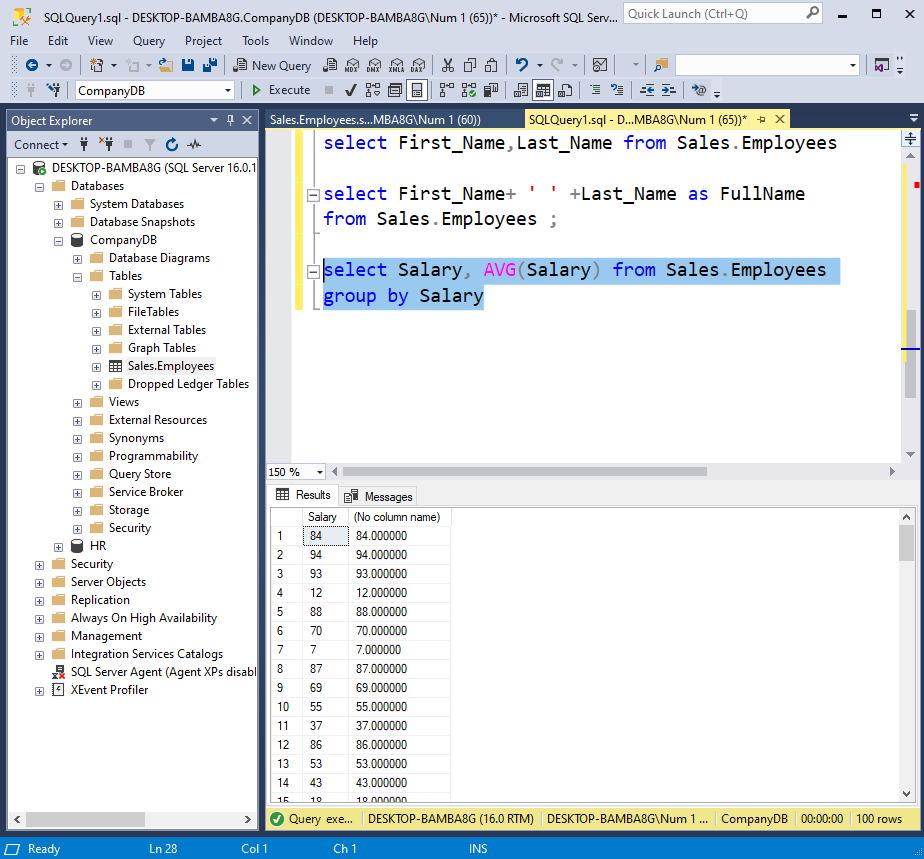 SQLQuery1.sql - DESKTOP-BAMBA8G.CompanyDB (DESKTOP-BAMBA8G\Num 1 (65))* - Microsoft SQL Serv...
Quick Launch (Ctrl+Q)
File Edit View Query Project Tools Window Help
New Query MDX DMX XMLA DAX
CompanyDB Execute
Object Explorer
Connect
DESKTOP-BAMBA8G (SQL Server 16.0.1
Databases
System Databases
Database Snapshots
CompanyDB
Database Diagrams
Tables
System Tables
FileTables
External Tables
Graph Tables
Sales.Employees
Dropped Ledger Tables
Views
External Resources
Synonyms
Programmability
Query Store
Service Broker
Storage
Security
HR
Security
Server Objects
Replication
Always On High Availability
Management
Integration Services Catalogs
SQL Server Agent (Agent XPs disabl
XEvent Profiler
Sales.Employees.s...MBA8G\Num 1 (60))
SQLQuery1.sql - D...MBA8G\Num 1 (65))*
select First_Name,Last_Name from Sales.Employees
select First_Name+ ' ' +Last_Name as FullName
from Sales.Employees ;
select Salary, AVG(Salary) from Sales.Employees
group by Salary
150 %
Results Messages
Salary (No column name)
1 84 84.000000
2 94 94.000000
3 93 93.000000
4 12 12.000000
5 88 88.000000
6 70 70.000000
7 7 7.000000
8 87 87.000000
9 69 69.000000
10 55 55.000000
11 37 37.000000
12 86 86.000000
13 53 53.000000
14 43 43.000000
15 18 18.000000
Query exe... DESKTOP-BAMBA8G (16.0 RTM) DESKTOP-BAMBA8G\Num 1 ... CompanyDB 00:00:00 100 rows
Ready Ln 28 Col 1 Ch 1 INS